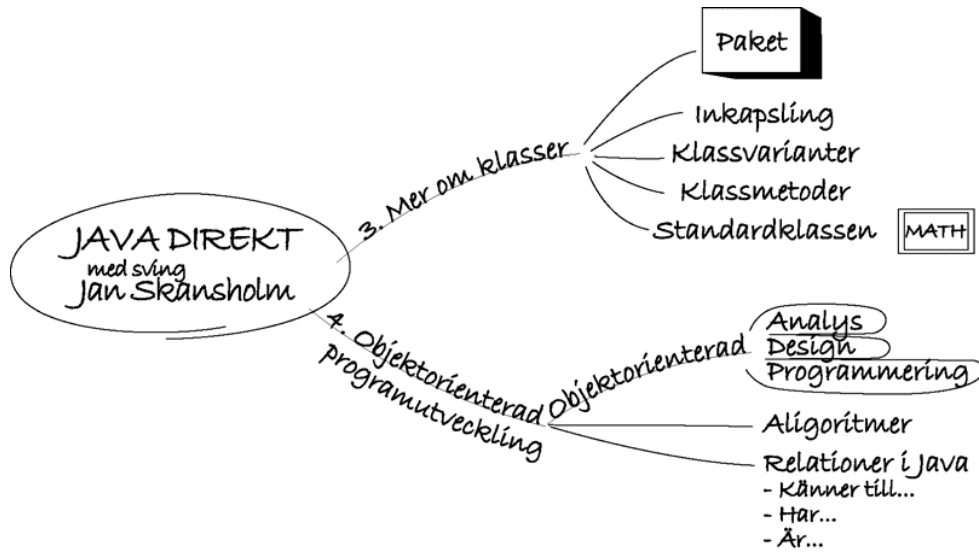 JAVA DIREKT
med sving
Jan Skansholm
3. Mer om klasser
Paket
Inkapsling
Klassvarianter
Klassmetoder
Standardklassen MATH
4. Objektorienterad
programutveckling
Objektorienterad
Analys
Design
Programmering
Aligoritmer
Relationer i Java
- Känner till...
- Har...
- Är...